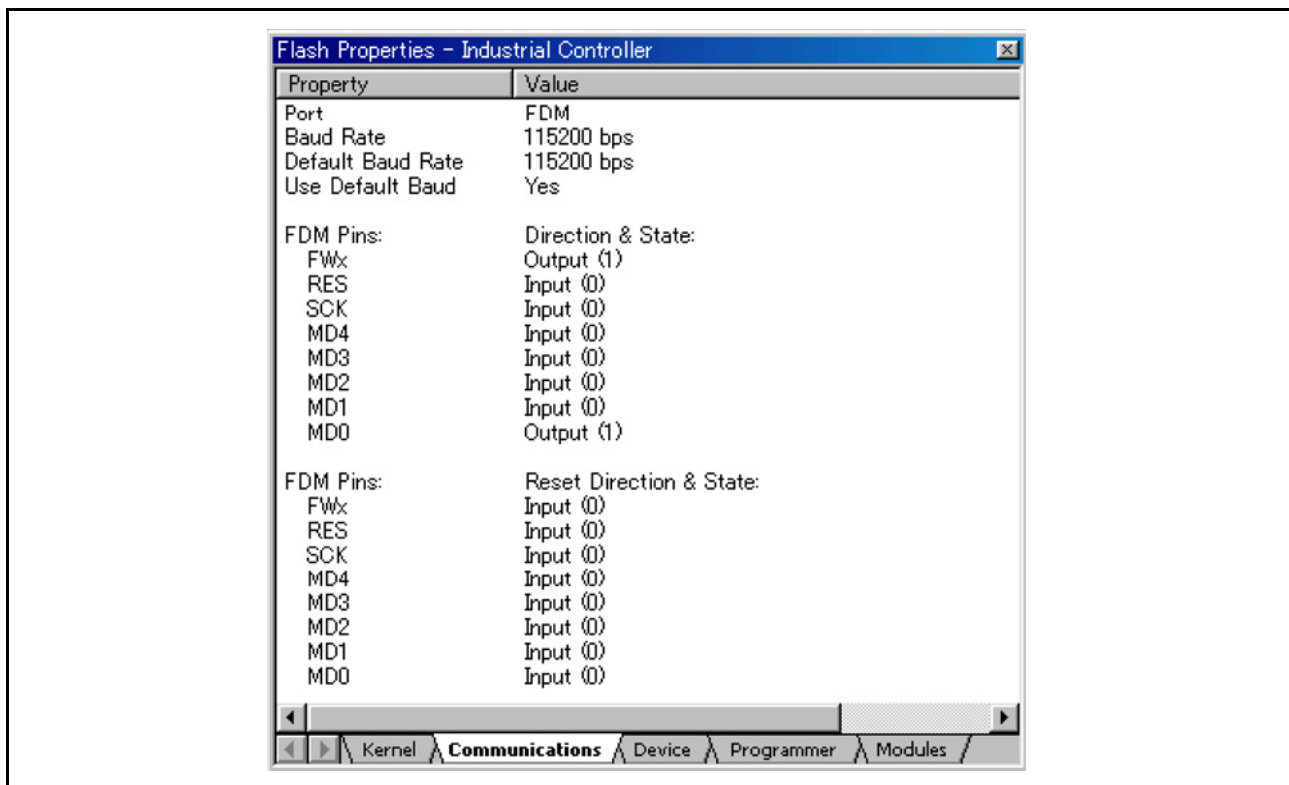 Flash Properties - Industrial Controller
Property Value
Port FDM
Baud Rate 115200 bps
Default Baud Rate 115200 bps
Use Default Baud Yes
FDM Pins: Direction & State:
FWx Output (1)
RES Input (0)
SCK Input (0)
MD4 Input (0)
MD3 Input (0)
MD2 Input (0)
MD1 Input (0)
MD0 Output (1)
FDM Pins: Reset Direction & State:
FWx Input (0)
RES Input (0)
SCK Input (0)
MD4 Input (0)
MD3 Input (0)
MD2 Input (0)
MD1 Input (0)
MD0 Input (0)
Kernel Communications Device Programmer Modules